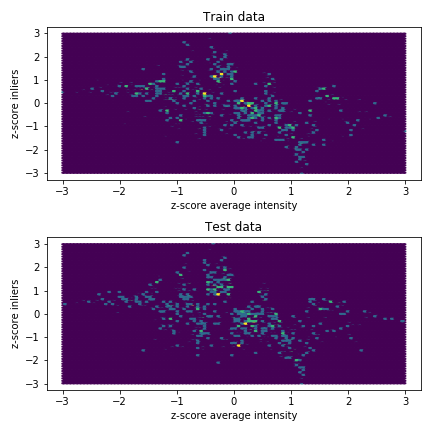 Train data
3
2
1
0
−1
−2
−3
z-score inliers
−3 −2 −1 0 1 2 3
z-score average intensity
Test data
3
2
1
0
−1
−2
−3
z-score inliers
−3 −2 −1 0 1 2 3
z-score average intensity